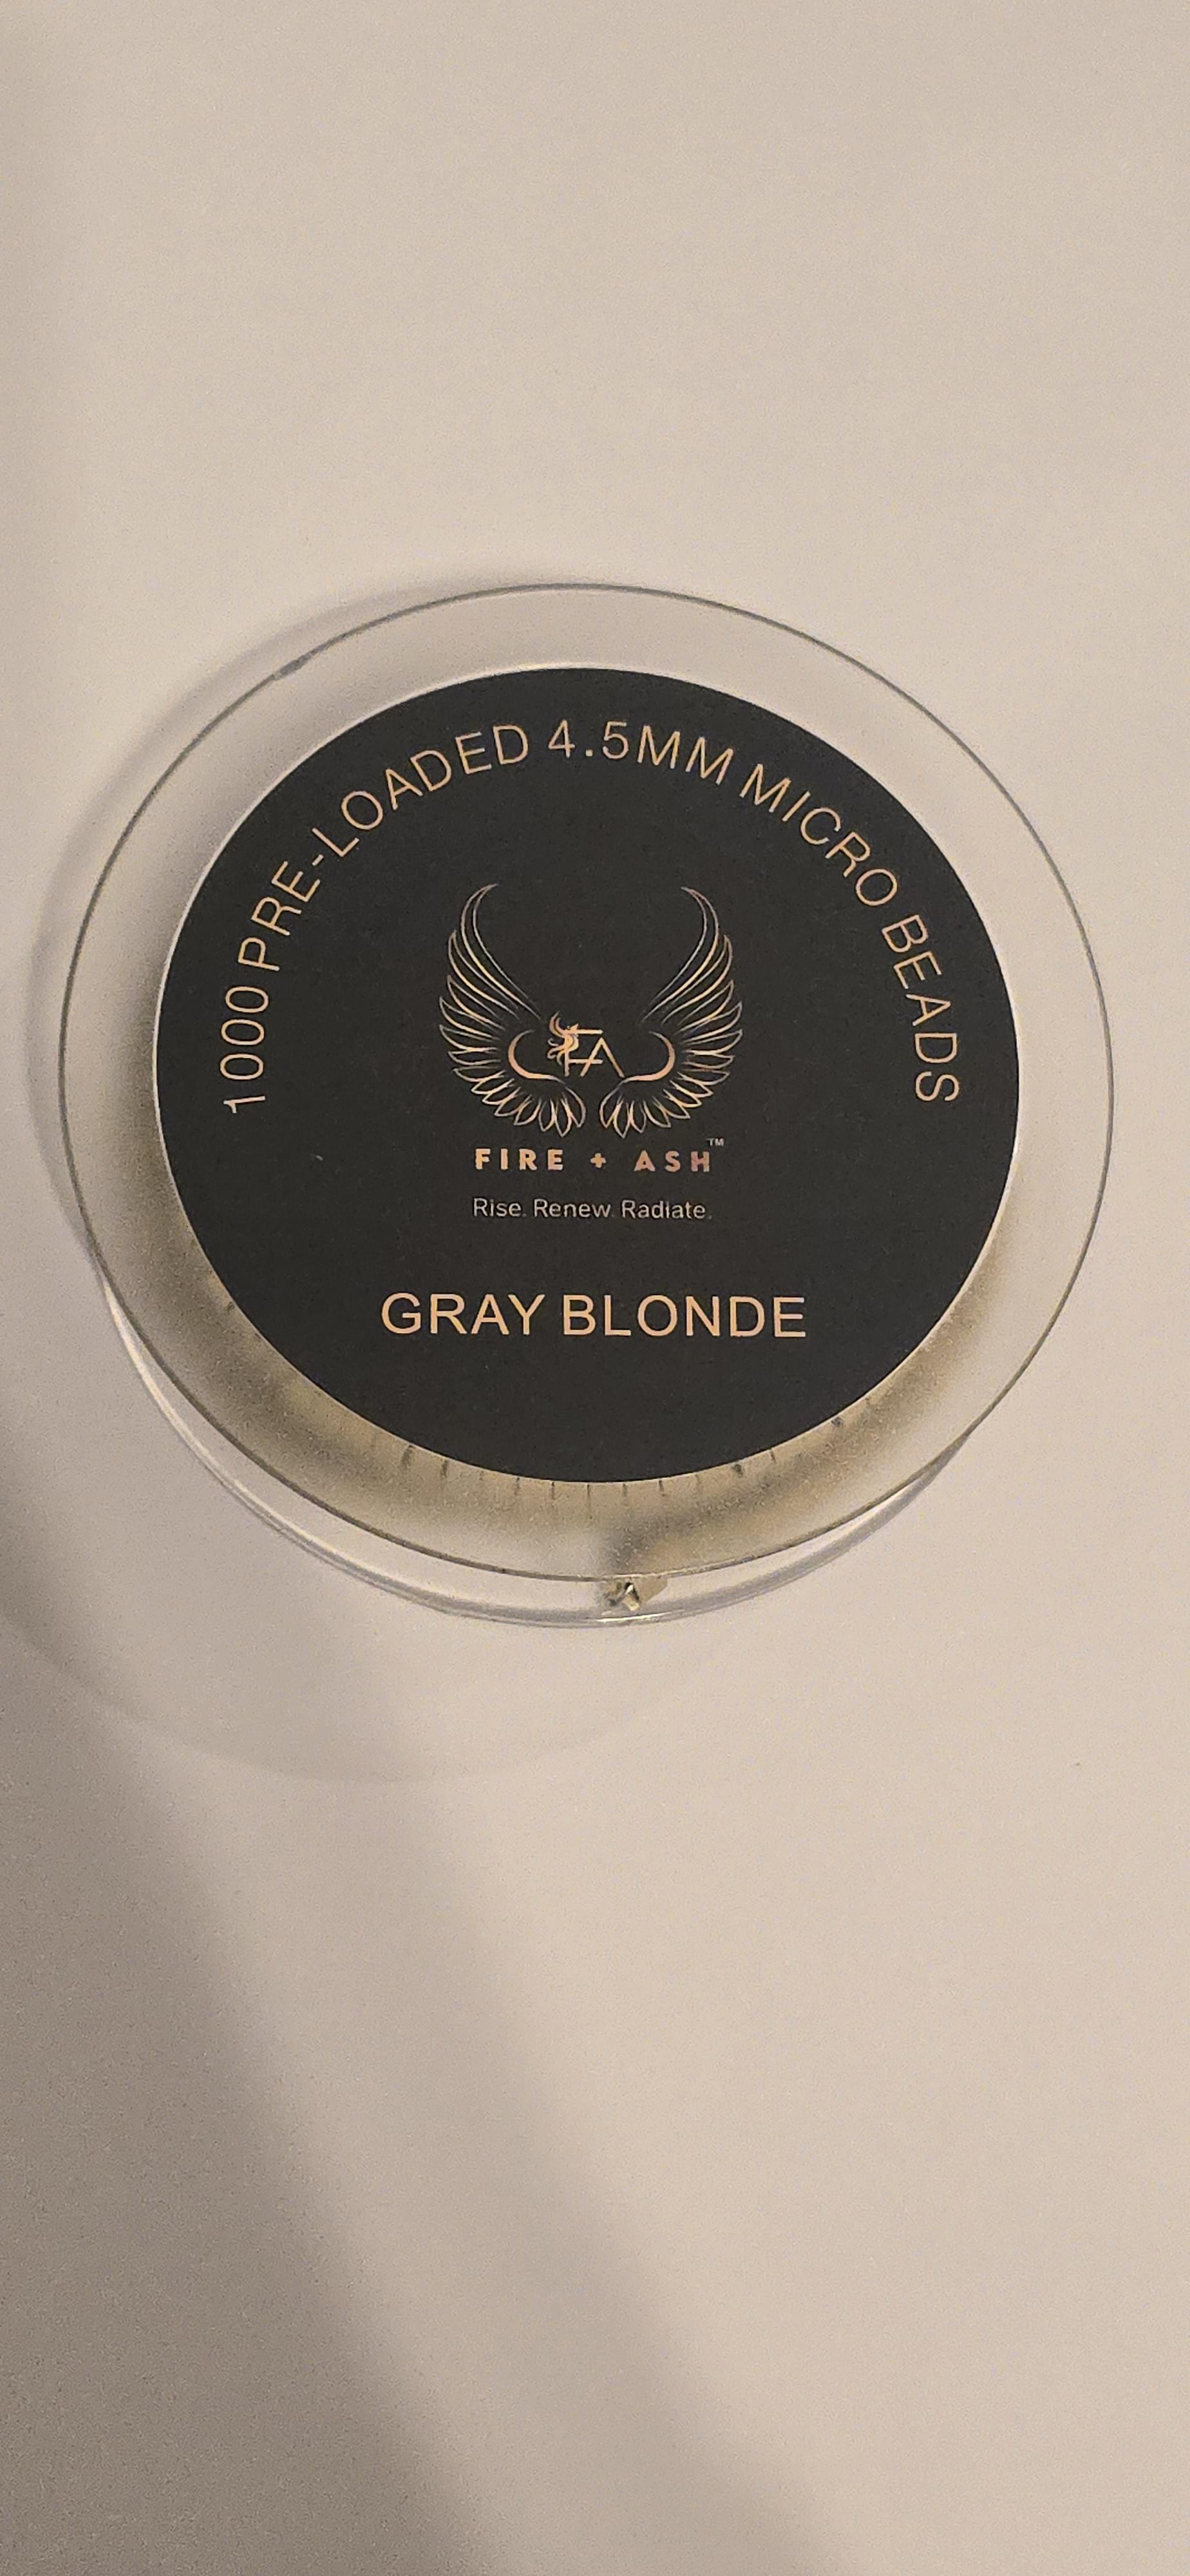 1000 PRE-LOADED 4.5MM MICRO BEADS
FA
FIRE + ASH™
Rise. Renew. Radiate.
GRAY BLONDE